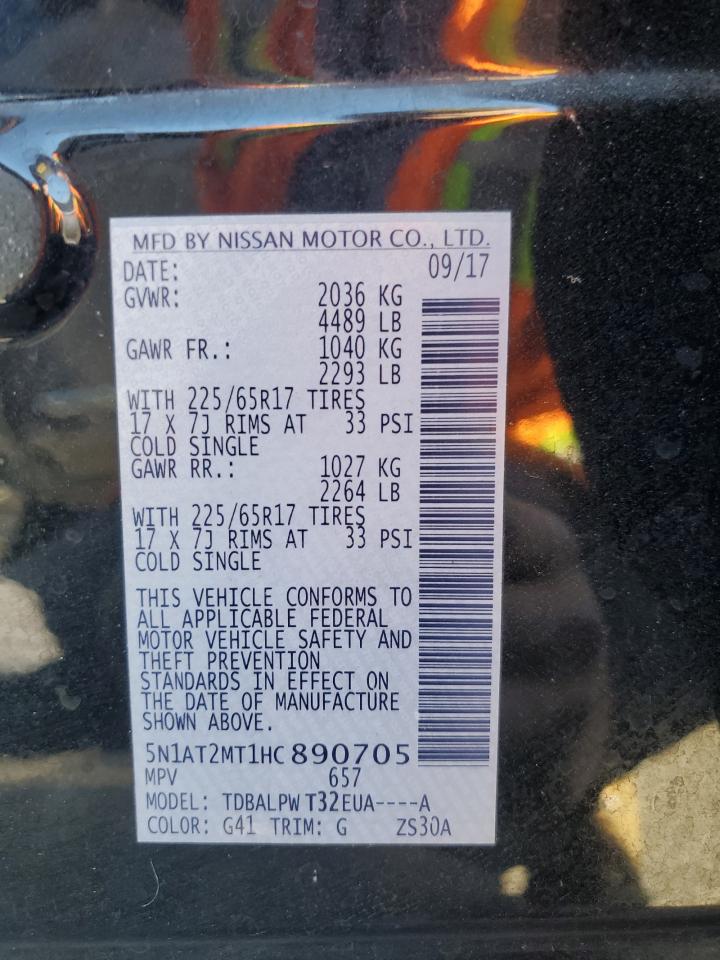 MFD BY NISSAN MOTOR CO., LTD.
DATE: 09/17
GVWR: 2036 KG
4489 LB
GAWR FR.: 1040 KG
2293 LB
WITH 225/65R17 TIRES
17 X 7J RIMS AT 33 PSI
COLD SINGLE
GAWR RR.: 1027 KG
2264 LB
WITH 225/65R17 TIRES
17 X 7J RIMS AT 33 PSI
COLD SINGLE
THIS VEHICLE CONFORMS TO
ALL APPLICABLE FEDERAL
MOTOR VEHICLE SAFETY AND
THEFT PREVENTION
STANDARDS IN EFFECT ON
THE DATE OF MANUFACTURE
SHOWN ABOVE.
5N1AT2MT1HC890705
MPV 657
MODEL: TDBALPWT32EUA----A
COLOR: G41 TRIM: G ZS30A